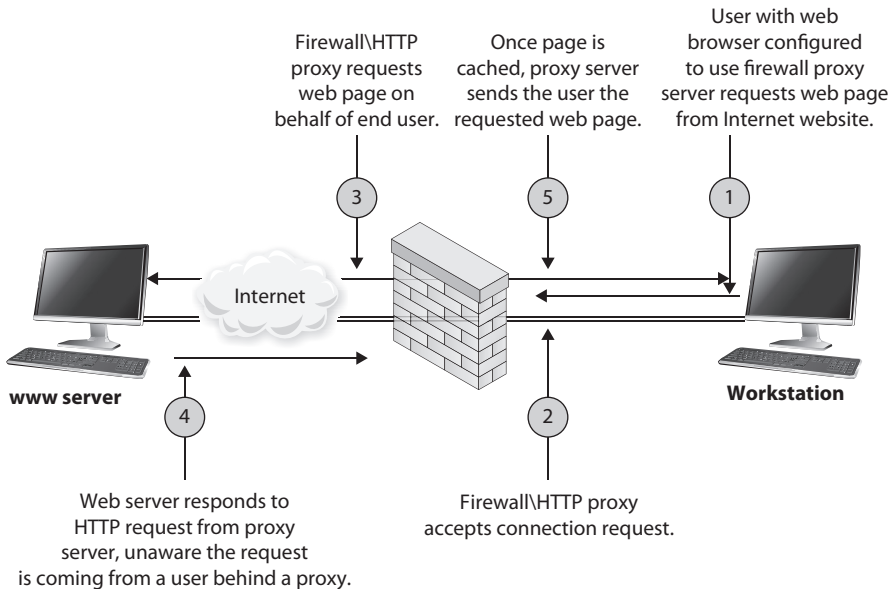 Firewall\HTTP
proxy requests
web page on
behalf of end user.
Once page is
cached, proxy server
sends the user the
requested web page.
User with web
browser configured
to use firewall proxy
server requests web page
from Internet website.
3
5
1
Internet
www server
Workstation
4
2
Web server responds to
HTTP request from proxy
server, unaware the request
is coming from a user behind a proxy.
Firewall\HTTP proxy
accepts connection request.